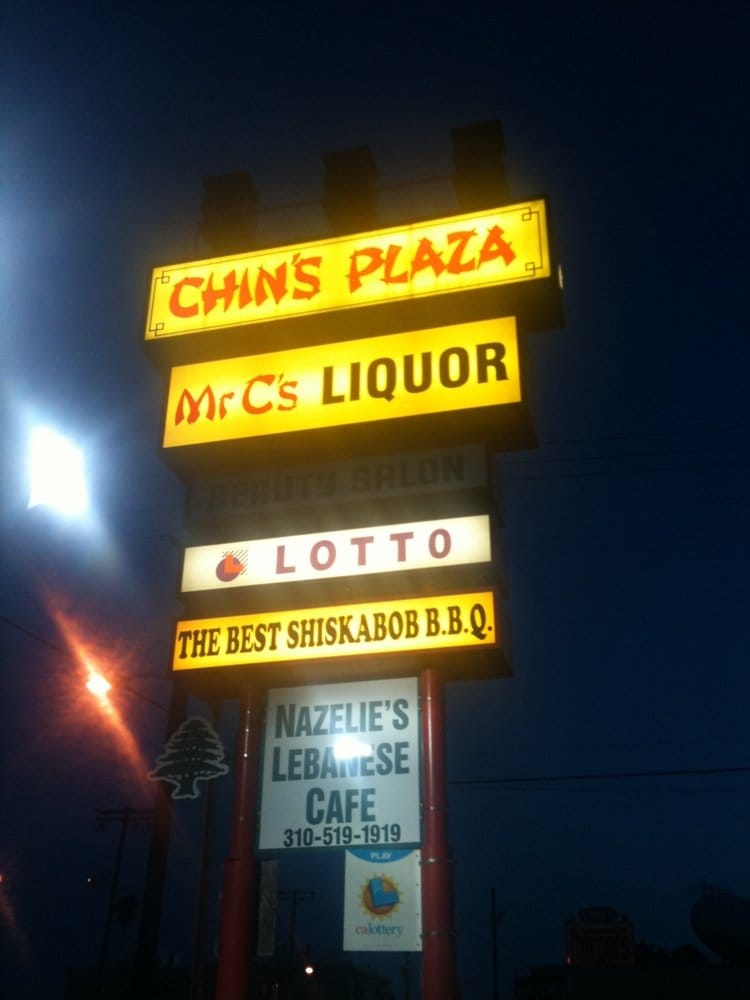 CHIN'S PLAZA
Mr C's LIQUOR
BEAUTY SALON
LOTTO
THE BEST SHISKABOB B.B.Q.
NAZELIE'S
LEBANESE
CAFE
310-519-1919
PLAY
calottery